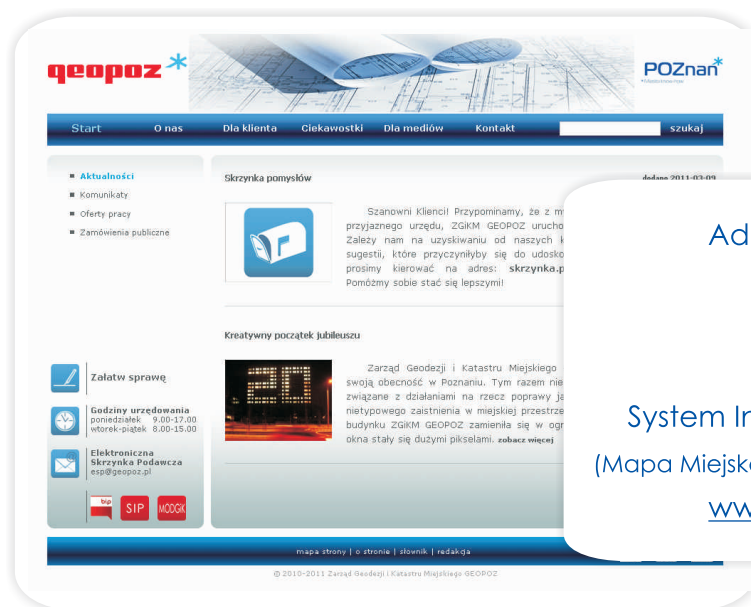 geopoz*
POZnan*
Start O nas Dla klienta Ciekawostki Dla mediów Kontakt szukaj
Aktualności
Komunikaty
Oferty pracy
Zamówienia publiczne
Skrzynka pomysłów
dodane 2011-03-09
Szanowni Klienci! Przypominamy, że z my
przyjaznego urzędu, ZGiKM GEOPOZ urucho
Zależy nam na uzyskiwaniu od naszych k
sugestii, które przyczyniłyby się do udosko
prosimy kierować na adres: skrzynka.p
Pomóżmy sobie stać się lepszymi!
Kreatywny początek jubileuszu
20
Zarząd Geodezji i Katastru Miejskiego
swoją obecność w Poznaniu. Tym razem nie
związane z działaniami na rzecz poprawy ja
nietypowego zaistnienia w miejskiej przestrze
budynku ZGiKM GEOPOZ zamieniła się w ogr
okna stały się dużymi pikselami. zobacz więcej
Załatw sprawę
Godziny urzędowania
poniedziałek 9.00-17.00
wtorek-piątek 8.00-15.00
Elektroniczna
Skrzynka Podawcza
esp@geopoz.pl
bip SIP MODGiK
Ad
System In
(Mapa Miejska
ww
mapa strony | o stronie | słownik | redakcja
© 2010-2011 Zarząd Geodezji i Katastru Miejskiego GEOPOZ